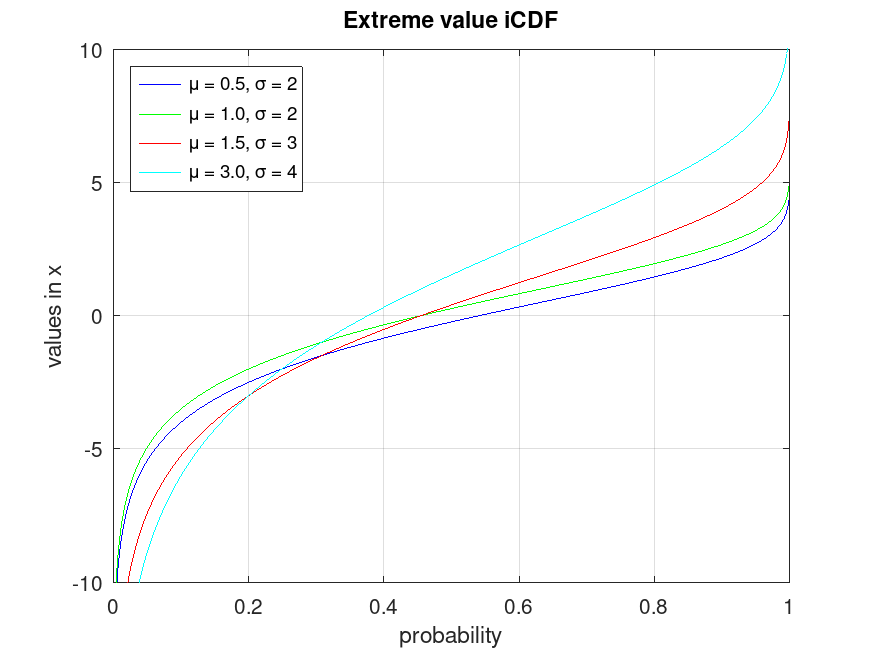 Extreme value iCDF
10
μ = 0.5, σ = 2
μ = 1.0, σ = 2
μ = 1.5, σ = 3
μ = 3.0, σ = 4
5
values in x
0
-5
-10
0 0.2 0.4 0.6 0.8 1
probability